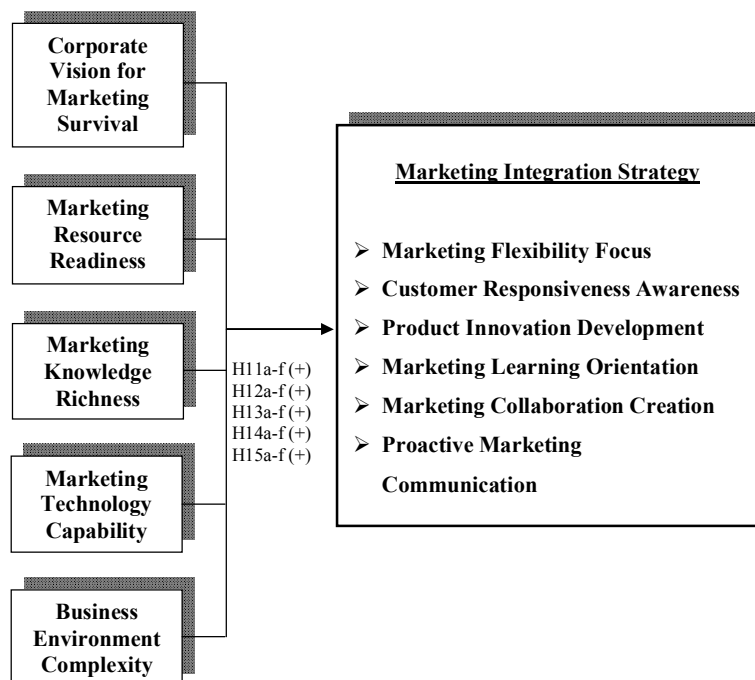 Corporate
Vision for
Marketing
Survival
Marketing
Resource
Readiness
Marketing
Knowledge
Richness
Marketing
Technology
Capability
Business
Environment
Complexity
H11a-f (+)
H12a-f (+)
H13a-f (+)
H14a-f (+)
H15a-f (+)
Marketing Integration Strategy
➢ Marketing Flexibility Focus
➢ Customer Responsiveness Awareness
➢ Product Innovation Development
➢ Marketing Learning Orientation
➢ Marketing Collaboration Creation
➢ Proactive Marketing
Communication